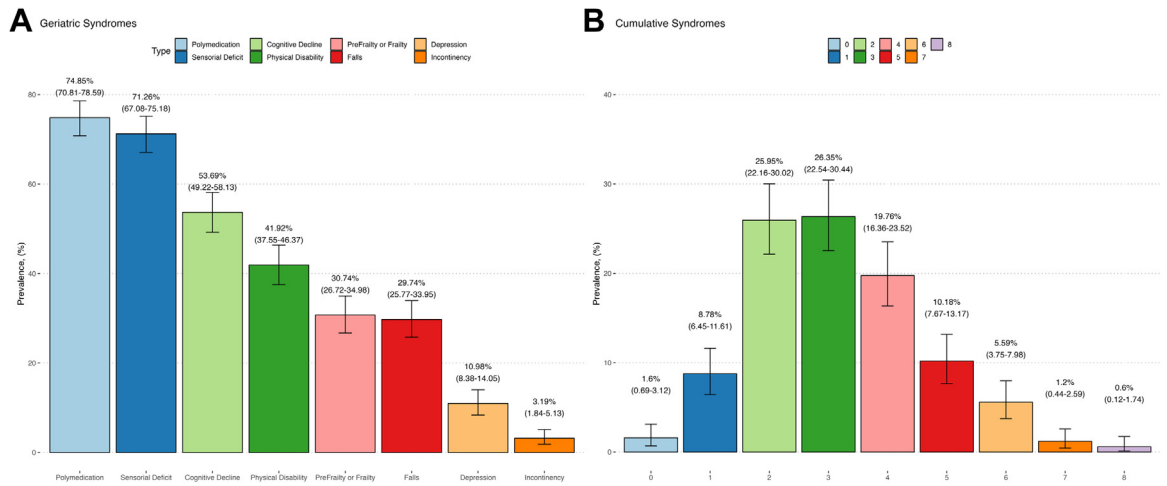 A Geriatric Syndromes
Type
Polymedication
Cognitive Decline
PreFrailty or Frailty
Depression
Sensorial Deficit
Physical Disability
Falls
Incontinency
74.85%
(70.81-78.59)
71.26%
(67.08-75.18)
53.69%
(49.22-58.13)
41.92%
(37.55-46.37)
30.74%
(26.72-34.98)
29.74%
(25.77-33.95)
10.98%
(8.38-14.05)
3.19%
(1.84-5.13)
80
60
40
20
0
Prevalence, (%)
Polymedication
Sensorial Deficit
Cognitive Decline
Physical Disability
PreFrailty or Frailty
Falls
Depression
Incontinency
B Cumulative Syndromes
0 2 4 6 8
1 3 5 7
1.6%
(0.69-3.12)
8.78%
(6.45-11.61)
25.95%
(22.16-30.02)
26.35%
(22.54-30.44)
19.76%
(16.36-23.52)
10.18%
(7.67-13.17)
5.59%
(3.75-7.98)
1.2%
(0.44-2.59)
0.6%
(0.12-1.74)
40
30
20
10
0
Prevalence, (%)
0 1 2 3 4 5 6 7 8